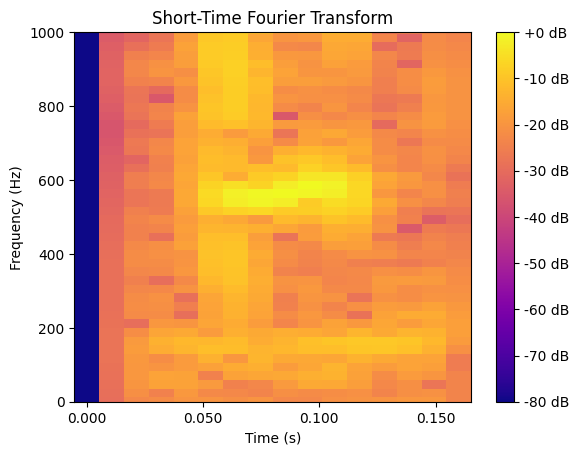 Short-Time Fourier Transform
1000
800
600
400
200
0
Frequency (Hz)
0.000
0.050
0.100
0.150
Time (s)
+0 dB
-10 dB
-20 dB
-30 dB
-40 dB
-50 dB
-60 dB
-70 dB
-80 dB